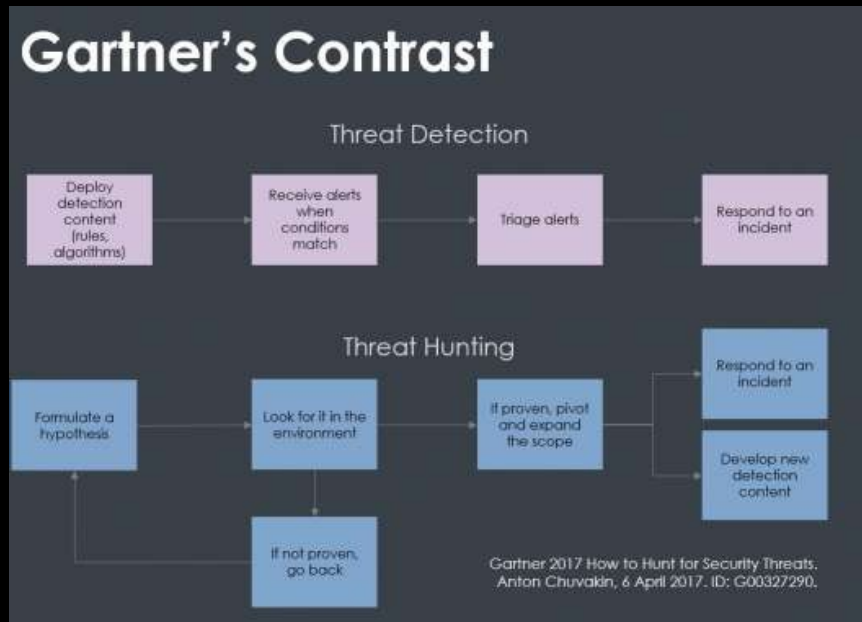 Gartner's Contrast
Threat Detection
Deploy
detection
content
(rules,
algorithms)
Receive alerts
when
conditions
match
Triage alerts
Respond to an
incident
Threat Hunting
Formulate a
hypothesis
Look for it in the
environment
If proven, pivot
and expand
the scope
Respond to an
incident
Develop new
detection
content
If not proven,
go back
Gartner 2017 How to Hunt for Security Threats.
Anton Chuvakin, 6 April 2017. ID: G00327290.